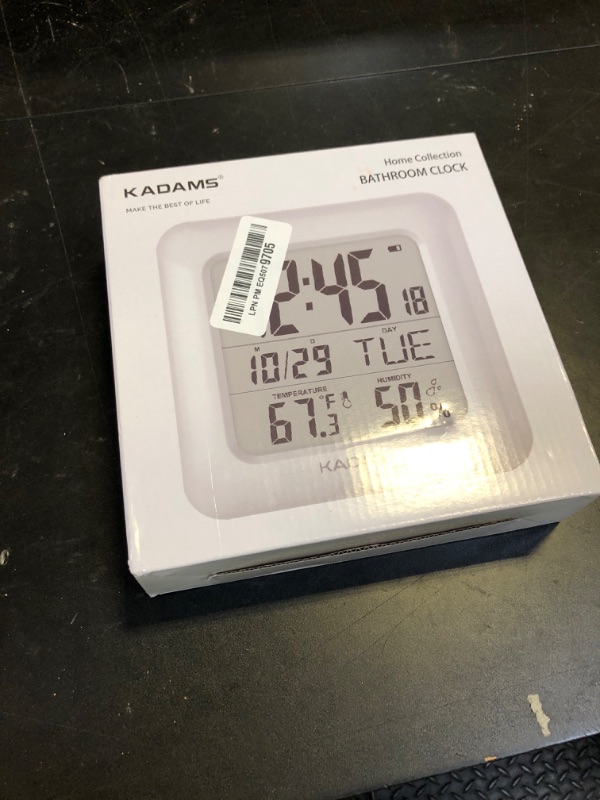 KADAMS®
MAKE THE BEST OF LIFE
Home Collection
BATHROOM CLOCK
LPN PM EQ5079705
2:45 18
M D
10/29
DAY
TUE
TEMPERATURE
67.3 °F
HUMIDITY
50%